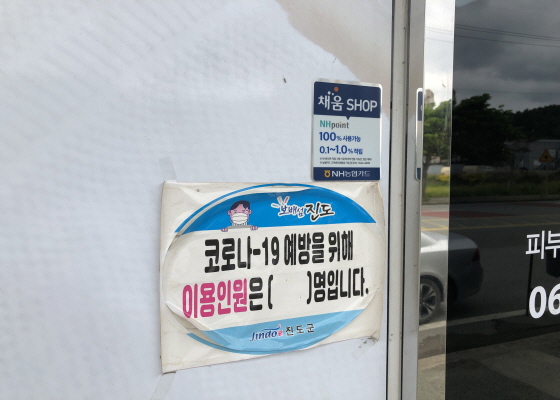 채움 SHOP
NHpoint
100% 사용가능
0.1~1.0% 적립
NH농협카드
보배섬 진도
코로나-19 예방을 위해
이용인원은 ( )명입니다.
Jindo 진도군
피부
06